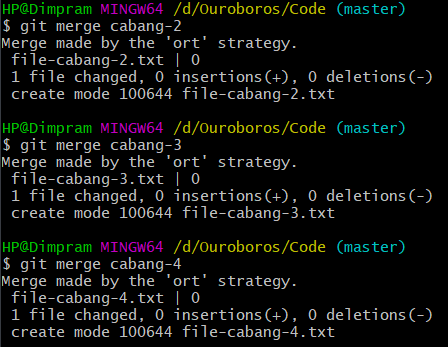 HP@Dimpram MINGW64 /d/Ouroboros/Code (master)
$ git merge cabang-2
Merge made by the 'ort' strategy.
 file-cabang-2.txt | 0
 1 file changed, 0 insertions(+), 0 deletions(-)
 create mode 100644 file-cabang-2.txt

HP@Dimpram MINGW64 /d/Ouroboros/Code (master)
$ git merge cabang-3
Merge made by the 'ort' strategy.
 file-cabang-3.txt | 0
 1 file changed, 0 insertions(+), 0 deletions(-)
 create mode 100644 file-cabang-3.txt

HP@Dimpram MINGW64 /d/Ouroboros/Code (master)
$ git merge cabang-4
Merge made by the 'ort' strategy.
 file-cabang-4.txt | 0
 1 file changed, 0 insertions(+), 0 deletions(-)
 create mode 100644 file-cabang-4.txt